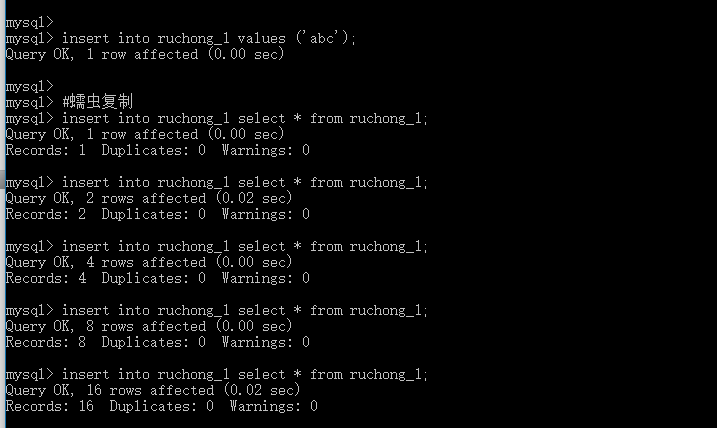 mysql>
mysql> insert into ruchong_1 values ('abc');
Query OK, 1 row affected (0.00 sec)
mysql>
mysql> #蠕虫复制
mysql> insert into ruchong_1 select * from ruchong_1;
Query OK, 1 row affected (0.00 sec)
Records: 1  Duplicates: 0  Warnings: 0
mysql> insert into ruchong_1 select * from ruchong_1;
Query OK, 2 rows affected (0.02 sec)
Records: 2  Duplicates: 0  Warnings: 0
mysql> insert into ruchong_1 select * from ruchong_1;
Query OK, 4 rows affected (0.00 sec)
Records: 4  Duplicates: 0  Warnings: 0
mysql> insert into ruchong_1 select * from ruchong_1;
Query OK, 8 rows affected (0.00 sec)
Records: 8  Duplicates: 0  Warnings: 0
mysql> insert into ruchong_1 select * from ruchong_1;
Query OK, 16 rows affected (0.02 sec)
Records: 16  Duplicates: 0  Warnings: 0